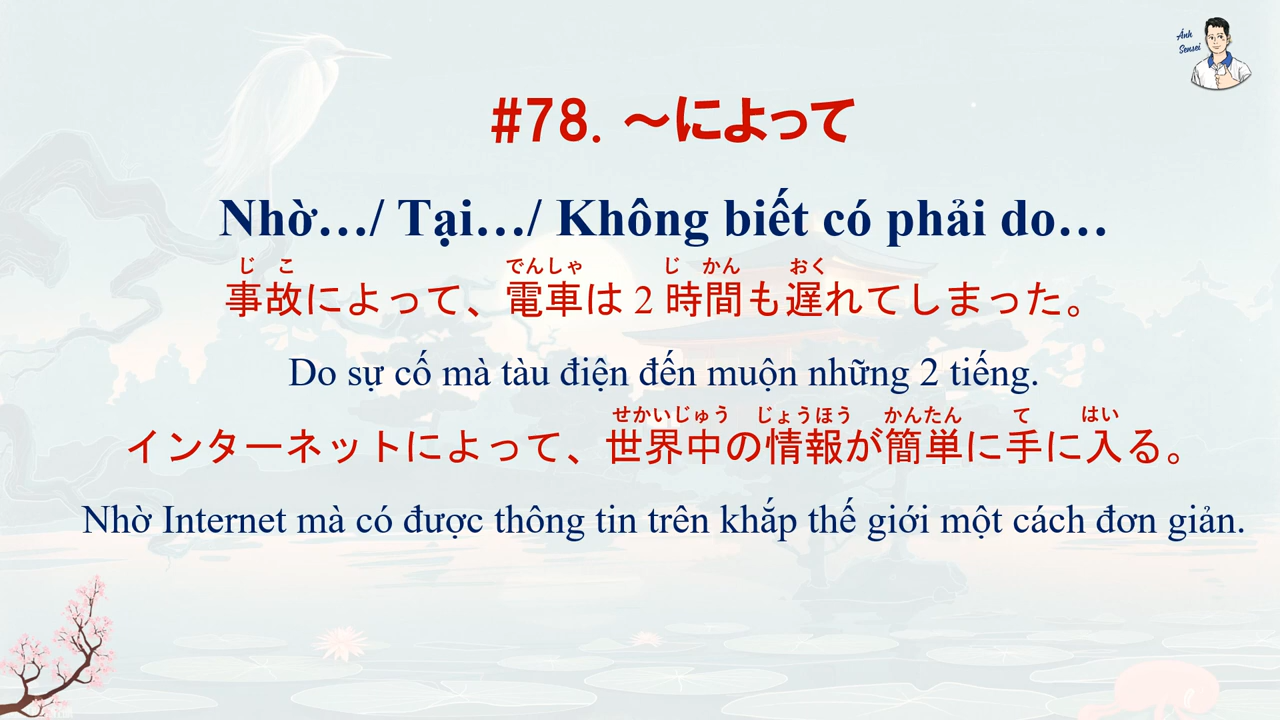 Ánh
Sensei
#78. ～によって
Nhờ…/ Tại…/ Không biết có phải do…
じ こ でんしゃ じ かん おく
事故によって、電車は 2 時間も遅れてしまった。
Do sự cố mà tàu điện đến muộn những 2 tiếng.
せかいじゅう じょうほう かんたん て はい
インターネットによって、世界中の情報が簡単に手に入る。
Nhờ Internet mà có được thông tin trên khắp thế giới một cách đơn giản.